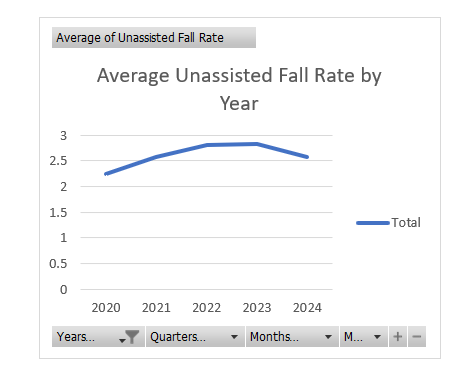 Average of Unassisted Fall Rate
Average Unassisted Fall Rate by
Year
3
2.5
2
1.5
1
0.5
0
2020 2021 2022 2023 2024
Total
Years... Quarters... Months... M... + −